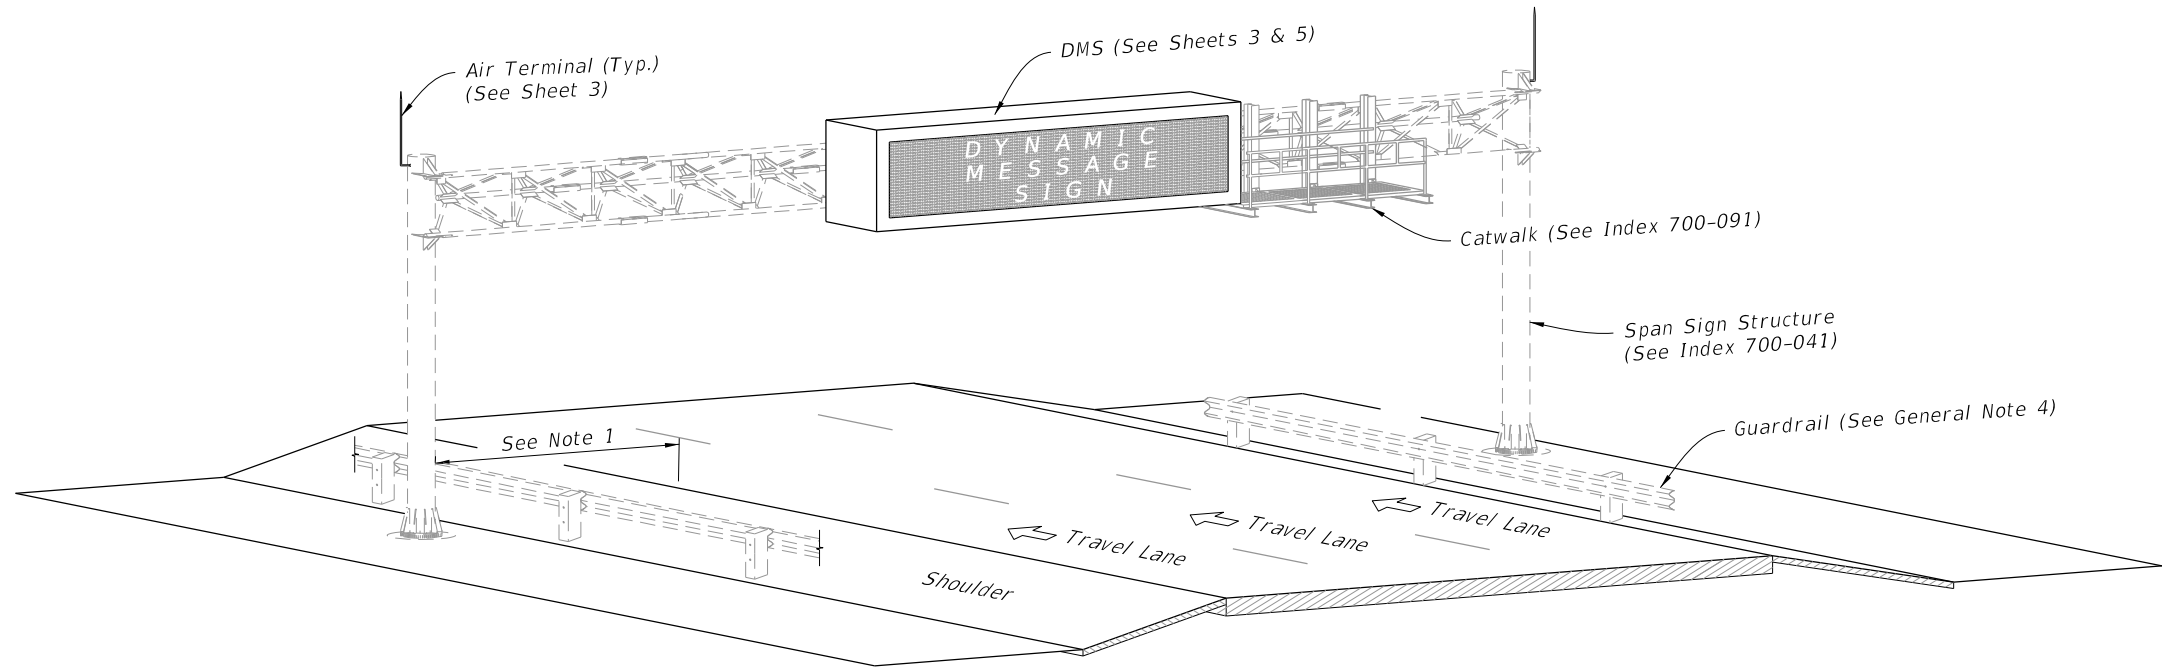 DMS (See Sheets 3 & 5)
Air Terminal (Typ.)
(See Sheet 3)
DYNAMIC
MESSAGE
SIGN
Catwalk (See Index 700-091)
Span Sign Structure
(See Index 700-041)
Guardrail (See General Note 4)
See Note 1
Travel Lane
Travel Lane
Travel Lane
Shoulder